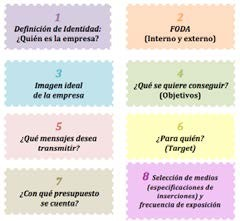 1
Definición de Identidad:
¿Quién es la empresa?
2
FODA
(Interno y externo)
3
Imagen ideal
de la empresa
4
¿Qué se quiere conseguir?
(Objetivos)
5
¿Qué mensajes desea
transmitir?
6
¿Para quién?
(Target)
7
¿Con qué presupuesto
se cuenta?
8 Selección de medios
(especificaciones de
inserciones) y
frecuencia de exposición